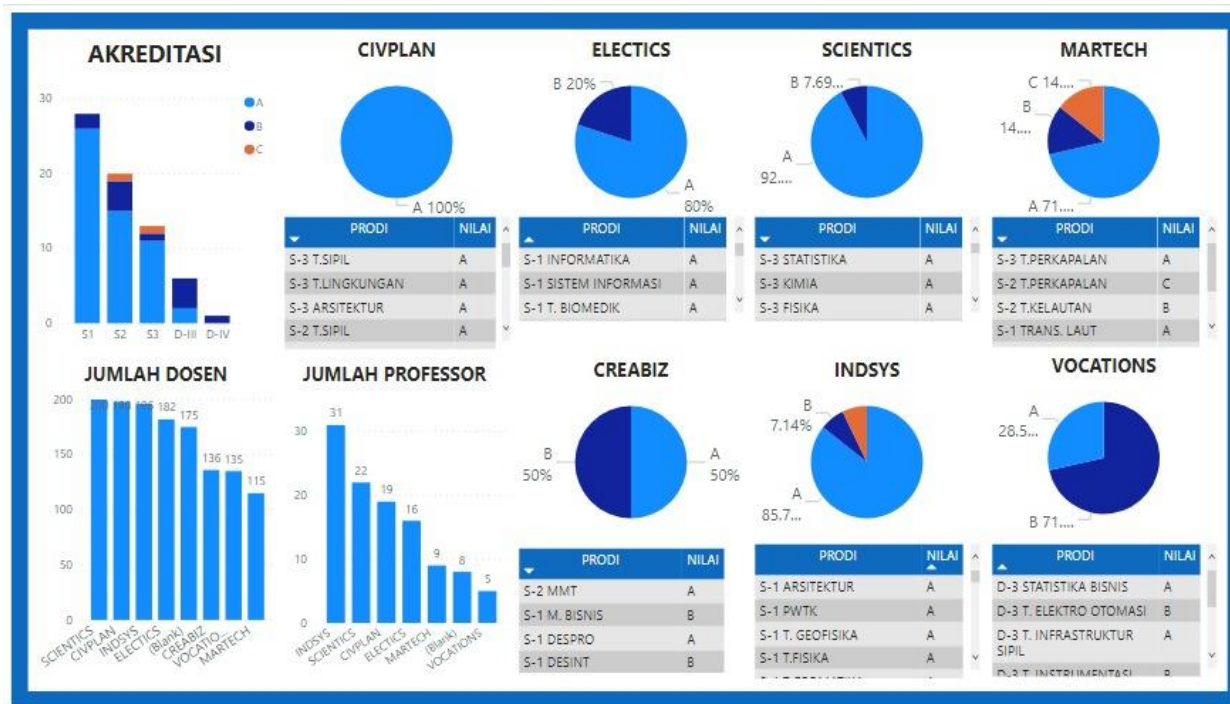 AKREDITASI
30
20
10
0
S1 S2 S3 D-III D-IV
A
B
C
CIVPLAN
A 100%
PRODI NILAI
S-3 T.SIPIL A
S-3 T.LINGKUNGAN A
S-3 ARSITEKTUR A
S-2 T.SIPIL A
ELECTICS
B 20%
A
80%
PRODI NILAI
S-1 INFORMATIKA A
S-1 SISTEM INFORMASI A
S-1 T. BIOMEDIK A
SCIENTICS
B 7.69...
A
92....
PRODI NILAI
S-3 STATISTIKA A
S-3 KIMIA A
S-3 FISIKA A
MARTECH
C 14....
B
14....
A 71....
PRODI NILAI
S-3 T.PERKAPALAN A
S-2 T.PERKAPALAN C
S-2 T.KELAUTAN B
S-1 TRANS. LAUT A
JUMLAH DOSEN
200
150
100
50
0
182
175
136
135
115
SCIENTICS
CIVPLAN
INDSYS
ELECTICS
(Blank)
CREABIZ
VOCATIO...
MARTECH
JUMLAH PROFESSOR
30
20
10
0
31
22
19
16
9
8
5
INDSYS
SCIENTICS
CIVPLAN
ELECTICS
MARTECH
(Blank)
VOCATIONS
CREABIZ
B
50%
A
50%
PRODI NILAI
S-2 MMT A
S-1 M. BISNIS B
S-1 DESPRO A
S-1 DESINT B
INDSYS
B
7.14%
A
85.7...
PRODI NILAI
S-1 ARSITEKTUR A
S-1 PWTK A
S-1 T. GEOFISIKA A
S-1 T.FISIKA A
VOCATIONS
A
28.5...
B 71....
PRODI NILAI
D-3 STATISTIKA BISNIS A
D-3 T. ELEKTRO OTOMASI B
D-3 T. INFRASTRUKTUR A
SIPIL
D-3 T. INSTRUMENTASI B